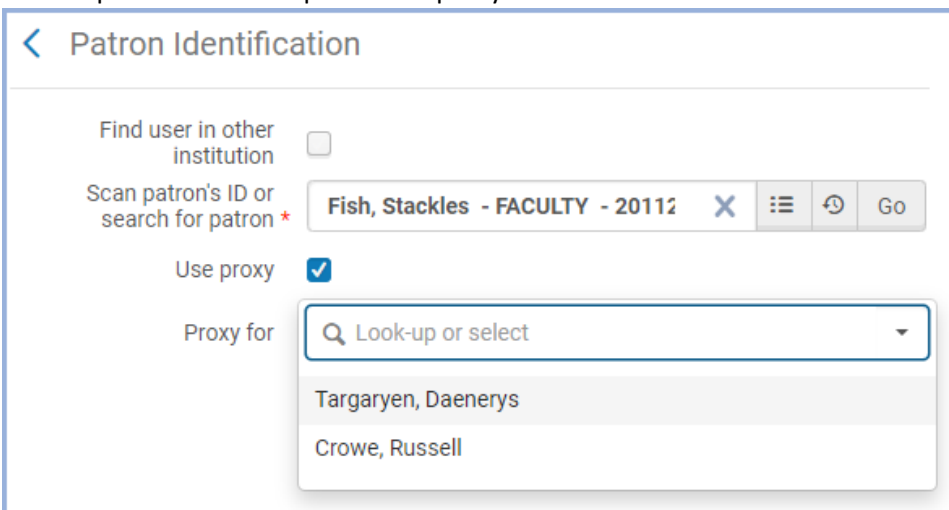 Patron Identification
Find user in other
institution
Scan patron's ID or
search for patron *
Fish, Stackles - FACULTY - 20112
Go
Use proxy
Proxy for
Look-up or select
Targaryen, Daenerys
Crowe, Russell